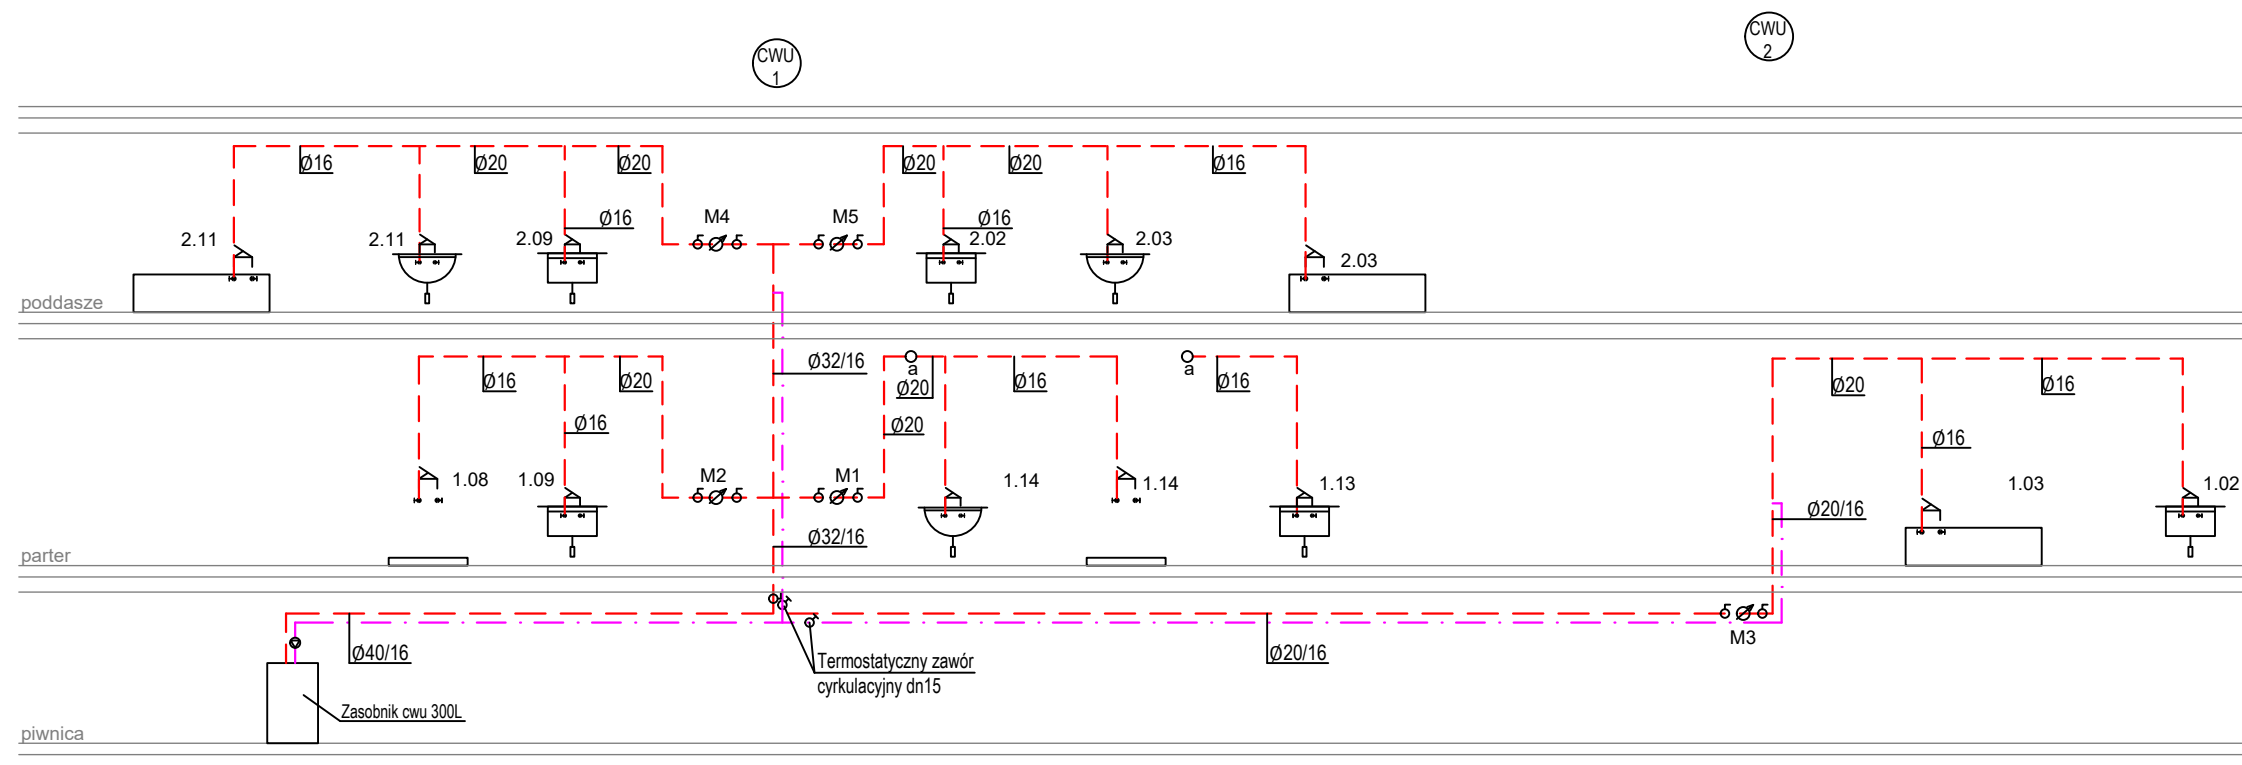 CWU
1
CWU
2
Ø16
Ø20
Ø20
Ø20
Ø20
Ø16
Ø16
M4
M5
Ø16
2.11
2.11
2.09
2.02
2.03
2.03
poddasze
Ø32/16
a
a
Ø16
Ø20
Ø20
Ø16
Ø16
Ø20
Ø16
Ø16
Ø20
Ø16
1.08
1.09
M2
M1
1.14
1.14
1.13
1.03
1.02
Ø20/16
Ø32/16
parter
M3
Ø40/16
Termostatyczny zawór
cyrkulacyjny dn15
Ø20/16
Zasobnik cwu 300L
piwnica